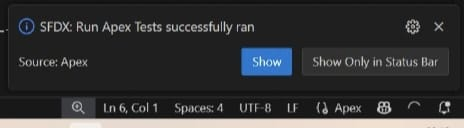 SFDX: Run Apex Tests successfully ran
Source: Apex
Show
Show Only in Status Bar
Ln 6, Col 1 Spaces: 4 UTF-8 LF Apex